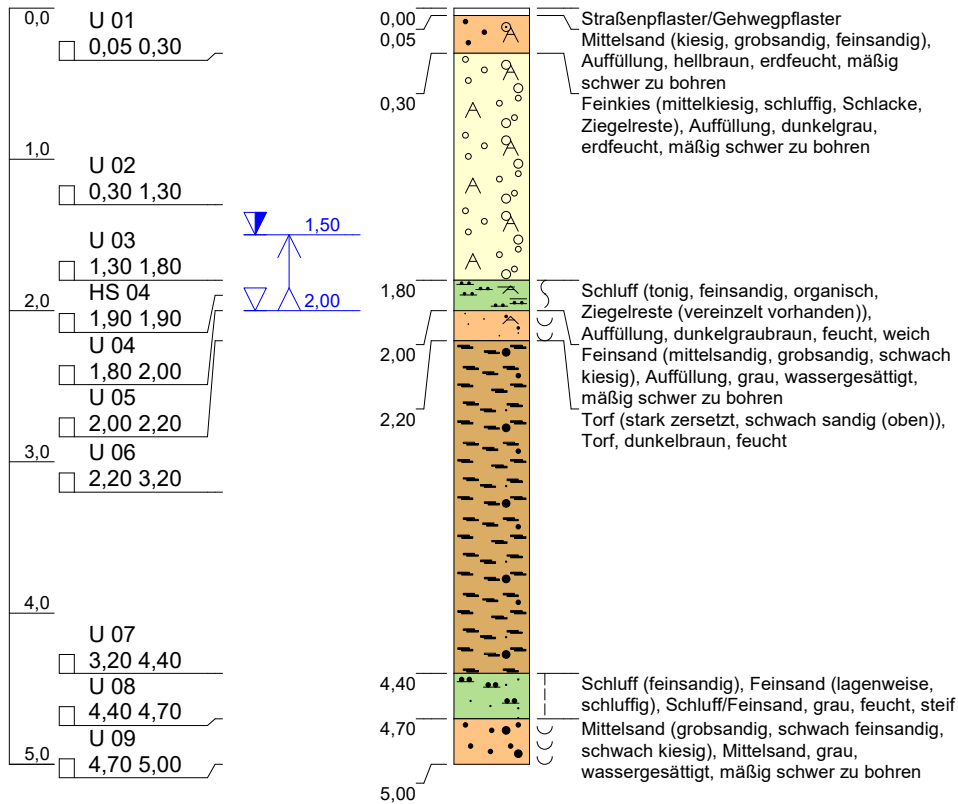 0,0
U 01
0,05 0,30
1,0
U 02
0,30 1,30
U 03
1,30 1,80
HS 04
2,0
1,90 1,90
U 04
1,80 2,00
U 05
2,00 2,20
3,0
U 06
2,20 3,20
4,0
U 07
3,20 4,40
U 08
4,40 4,70
U 09
5,0
4,70 5,00
1,50
2,00
0,00
0,05
0,30
1,80
2,00
2,20
4,40
4,70
5,00
Straßenpflaster/Gehwegpflaster
Mittelsand (kiesig, grobsandig, feinsandig),
Auffüllung, hellbraun, erdfeucht, mäßig
schwer zu bohren
Feinkies (mittelkiesig, schluffig, Schlacke,
Ziegelreste), Auffüllung, dunkelgrau,
erdfeucht, mäßig schwer zu bohren
Schluff (tonig, feinsandig, organisch,
Ziegelreste (vereinzelt vorhanden)),
Auffüllung, dunkelgraubraun, feucht, weich
Feinsand (mittelsandig, grobsandig, schwach
kiesig), Auffüllung, grau, wassergesättigt,
mäßig schwer zu bohren
Torf (stark zersetzt, schwach sandig (oben)),
Torf, dunkelbraun, feucht
Schluff (feinsandig), Feinsand (lagenweise,
schluffig), Schluff/Feinsand, grau, feucht, steif
Mittelsand (grobsandig, schwach feinsandig,
schwach kiesig), Mittelsand, grau,
wassergesättigt, mäßig schwer zu bohren